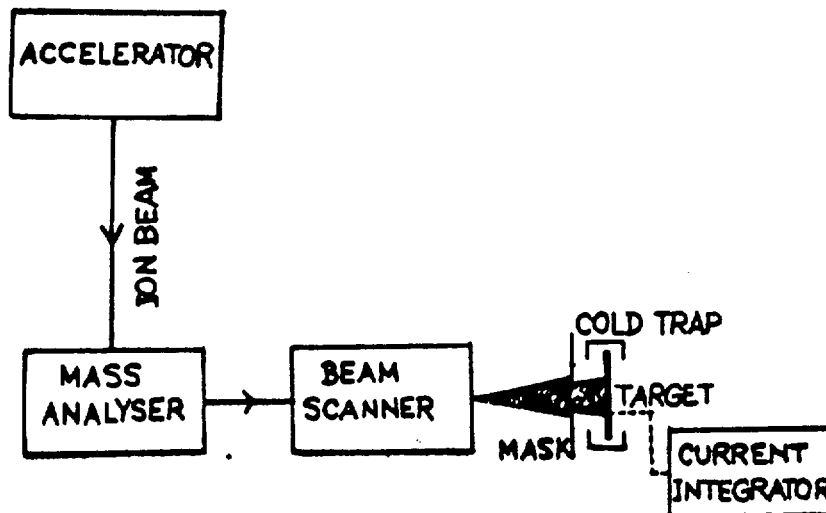 ACCELERATOR
ION BEAM
MASS
ANALYSER
BEAM
SCANNER
COLD TRAP
TARGET
MASK
CURRENT
INTEGRATOR